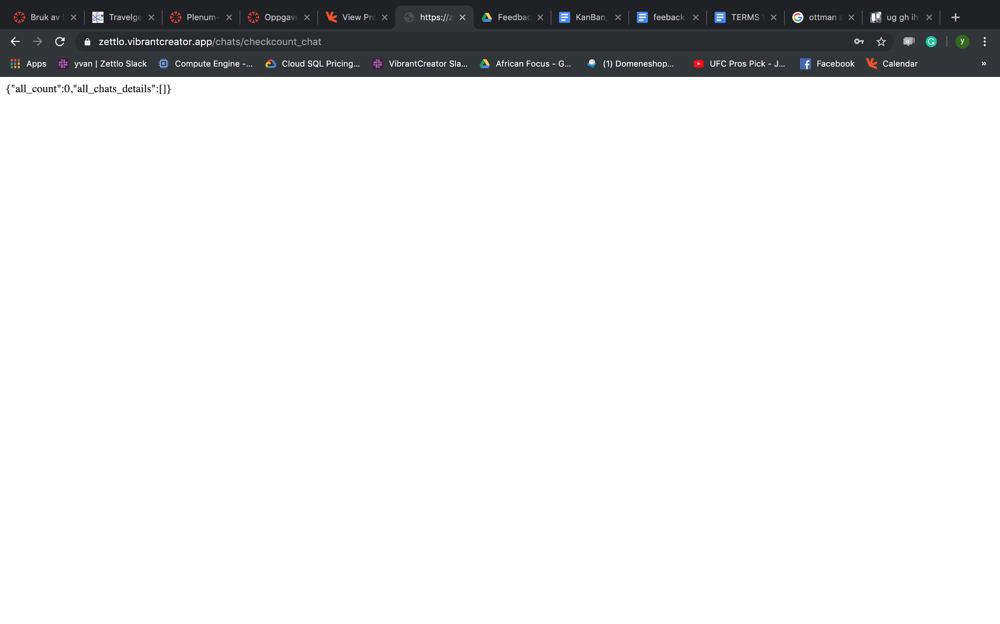 Bruk av
Travelge
Plenum-
Oppgave
View Pro
https://z
Feedbac
KanBan_
feeback
TERMS
ottman a
ug gh ih
zettlo.vibrantcreator.app/chats/checkcount_chat
y
Apps
yvan | Zettlo Slack
Compute Engine -...
Cloud SQL Pricing...
VibrantCreator Sla...
African Focus - G...
(1) Domeneshop...
UFC Pros Pick - J...
Facebook
Calendar
»
{"all_count":0,"all_chats_details":[]}